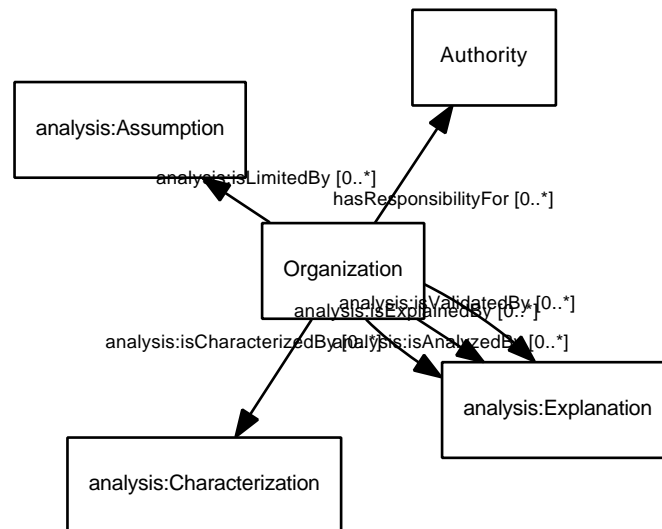 Authority
analysis:Assumption
analysis:isLimitedBy [0..*]
hasResponsibilityFor [0..*]
Organization
analysis:isValidatedBy [0..*]
analysis:isExplainedBy [0..*]
analysis:isCharacterizedBy [0..*]
analysis:isAnalyzedBy [0..*]
analysis:Explanation
analysis:Characterization